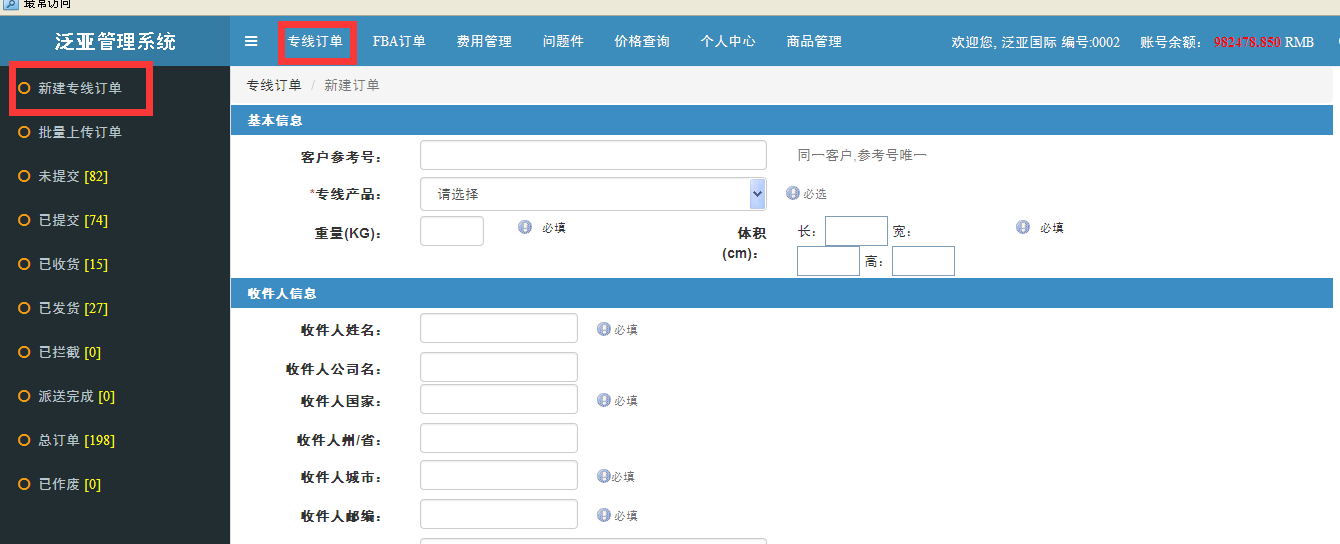 最常访问
泛亚管理系统
专线订单 FBA订单 费用管理 问题件 价格查询 个人中心 商品管理 欢迎您, 泛亚国际 编号:0002 账号余额: 982478.850 RMB
新建专线订单
批量上传订单
未提交 [82]
已提交 [74]
已收货 [15]
已发货 [27]
已拦截 [0]
派送完成 [0]
总订单 [198]
已作废 [0]
专线订单 / 新建订单
基本信息
客户参考号： 同一客户,参考号唯一
*专线产品： 请选择 必选
重量(KG)： 必填 体积 长： 宽： 必填
(cm)： 高：
收件人信息
收件人姓名： 必填
收件人公司名：
收件人国家： 必填
收件人州/省：
收件人城市： 必填
收件人邮编： 必填